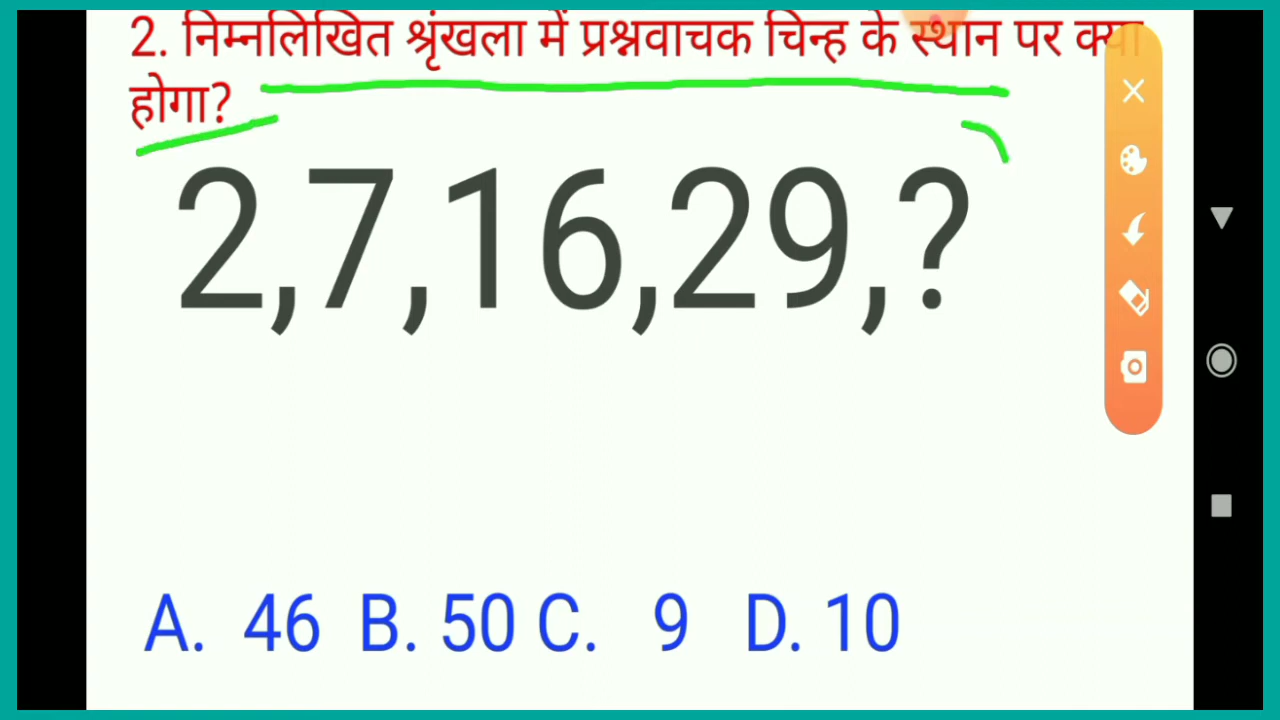 2. निम्नलिखित श्रृंखला में प्रश्नवाचक चिन्ह के स्थान पर क्या
होगा?
2,7,16,29,?
A. 46 B. 50 C. 9 D. 10